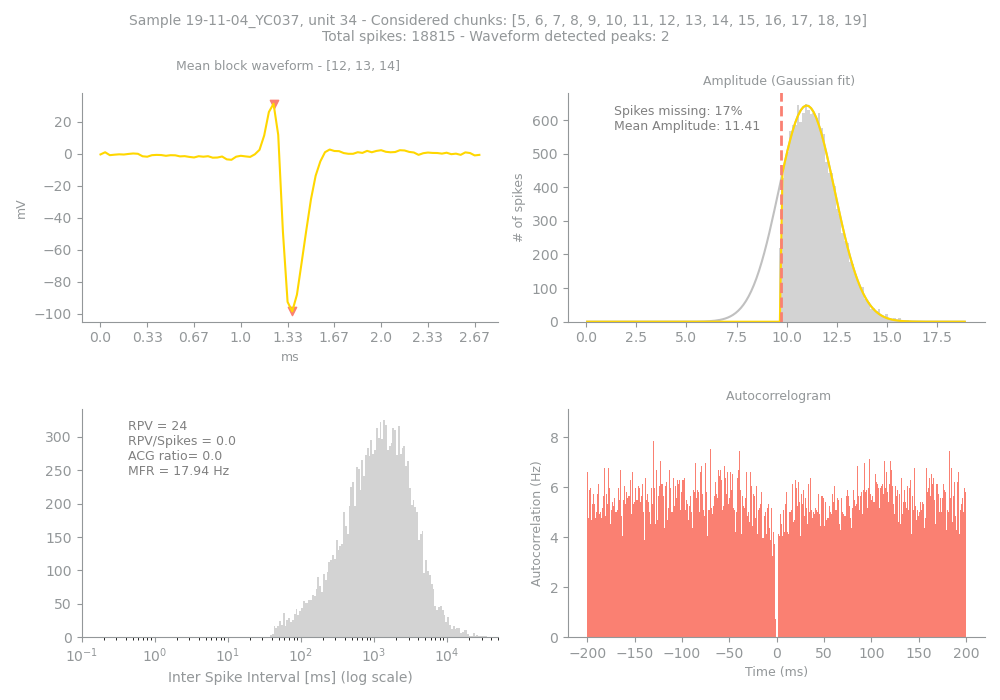 Sample 19-11-04_YC037, unit 34 - Considered chunks: [5, 6, 7, 8, 9, 10, 11, 12, 13, 14, 15, 16, 17, 18, 19]
Total spikes: 18815 - Waveform detected peaks: 2
Mean block waveform - [12, 13, 14]
mV
20
0
−20
−40
−60
−80
−100
0.0 0.33 0.67 1.0 1.33 1.67 2.0 2.33 2.67
ms
Amplitude (Gaussian fit)
Spikes missing: 17%
Mean Amplitude: 11.41
# of spikes
600
500
400
300
200
100
0
0.0 2.5 5.0 7.5 10.0 12.5 15.0 17.5
RPV = 24
RPV/Spikes = 0.0
ACG ratio= 0.0
MFR = 17.94 Hz
300
250
200
150
100
50
0
10⁻¹ 10⁰ 10¹ 10² 10³ 10⁴
Inter Spike Interval [ms] (log scale)
Autocorrelogram
Autocorrelation (Hz)
8
6
4
2
0
−200 −150 −100 −50 0 50 100 150 200
Time (ms)